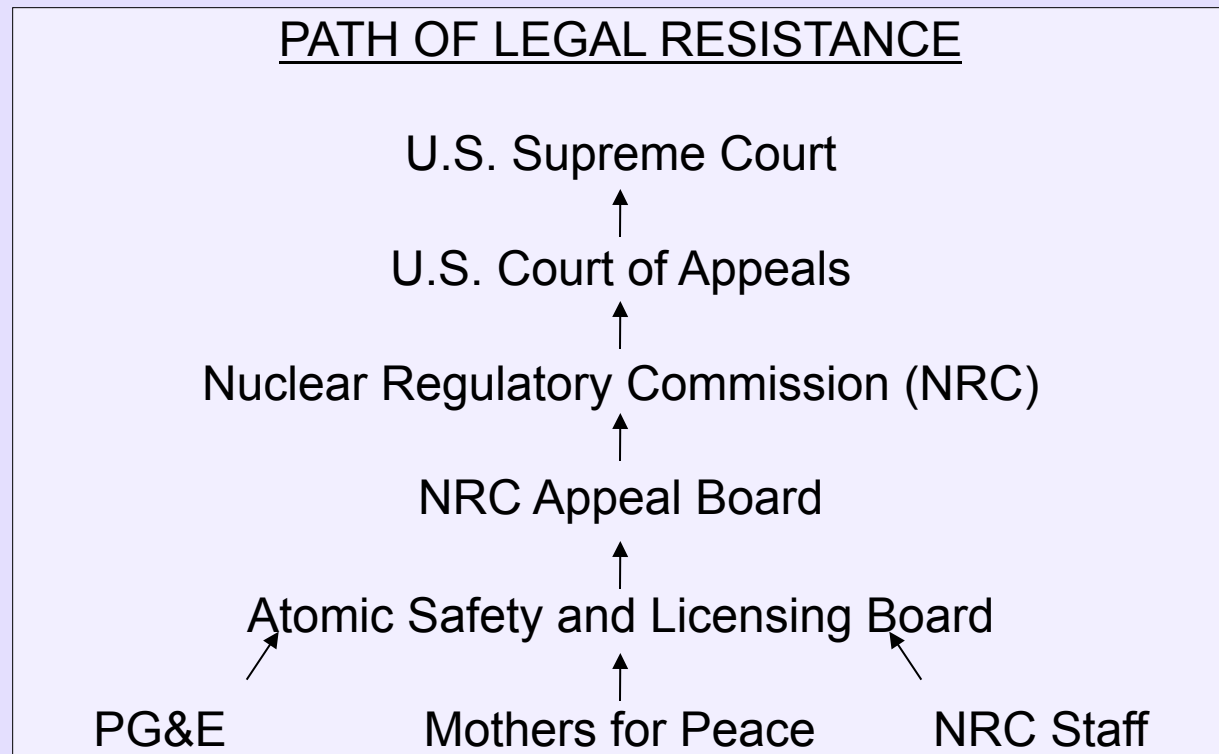 PATH OF LEGAL RESISTANCE
U.S. Supreme Court
U.S. Court of Appeals
Nuclear Regulatory Commission (NRC)
NRC Appeal Board
Atomic Safety and Licensing Board
PG&E Mothers for Peace NRC Staff